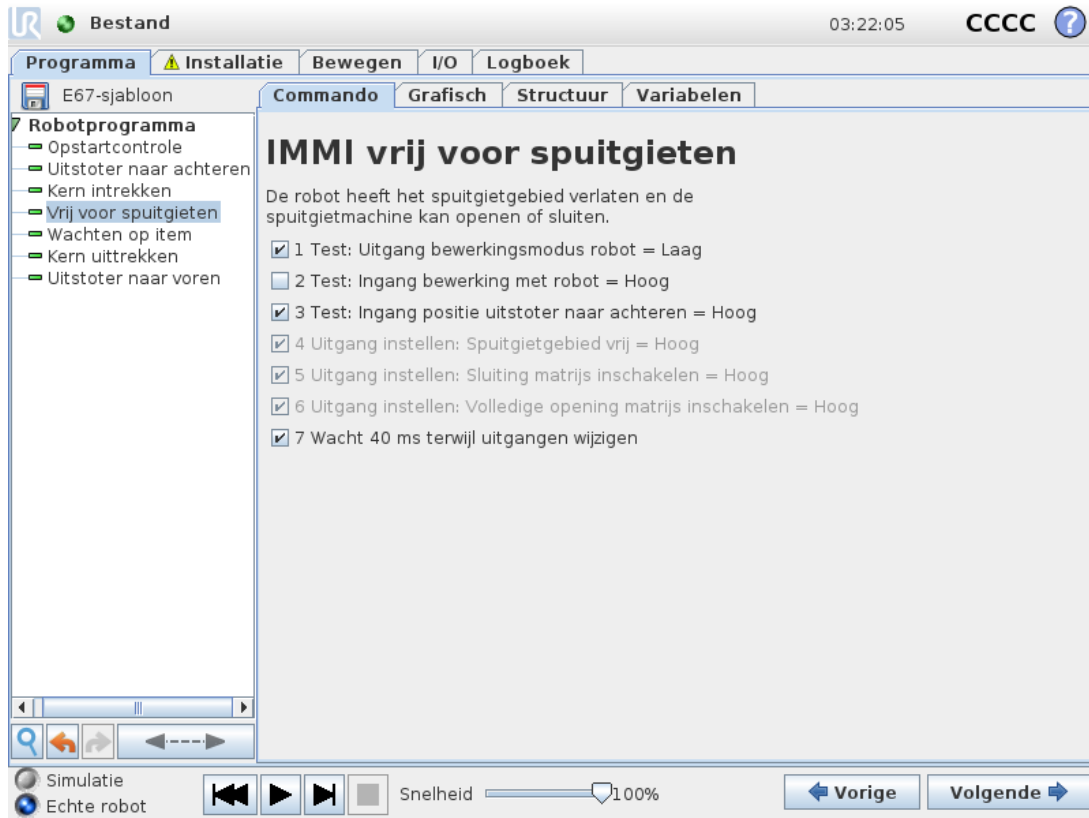 UR Bestand 03:22:05 CCCC ?
Programma Installatie Bewegen I/O Logboek
E67-sjabloon
Commando Grafisch Structuur Variabelen
Robotprogramma
Opstartcontrole
Uitstoter naar achteren
Kern intrekken
Vrij voor spuitgieten
Wachten op item
Kern uittrekken
Uitstoter naar voren
IMMI vrij voor spuitgieten
De robot heeft het spuitgietgebied verlaten en de
spuitgietmachine kan openen of sluiten.
1 Test: Uitgang bewerkingsmodus robot = Laag
2 Test: Ingang bewerking met robot = Hoog
3 Test: Ingang positie uitstoter naar achteren = Hoog
4 Uitgang instellen: Spuitgietgebied vrij = Hoog
5 Uitgang instellen: Sluiting matrijs inschakelen = Hoog
6 Uitgang instellen: Volledige opening matrijs inschakelen = Hoog
7 Wacht 40 ms terwijl uitgangen wijzigen
Simulatie
Echte robot
Snelheid 100%
Vorige Volgende